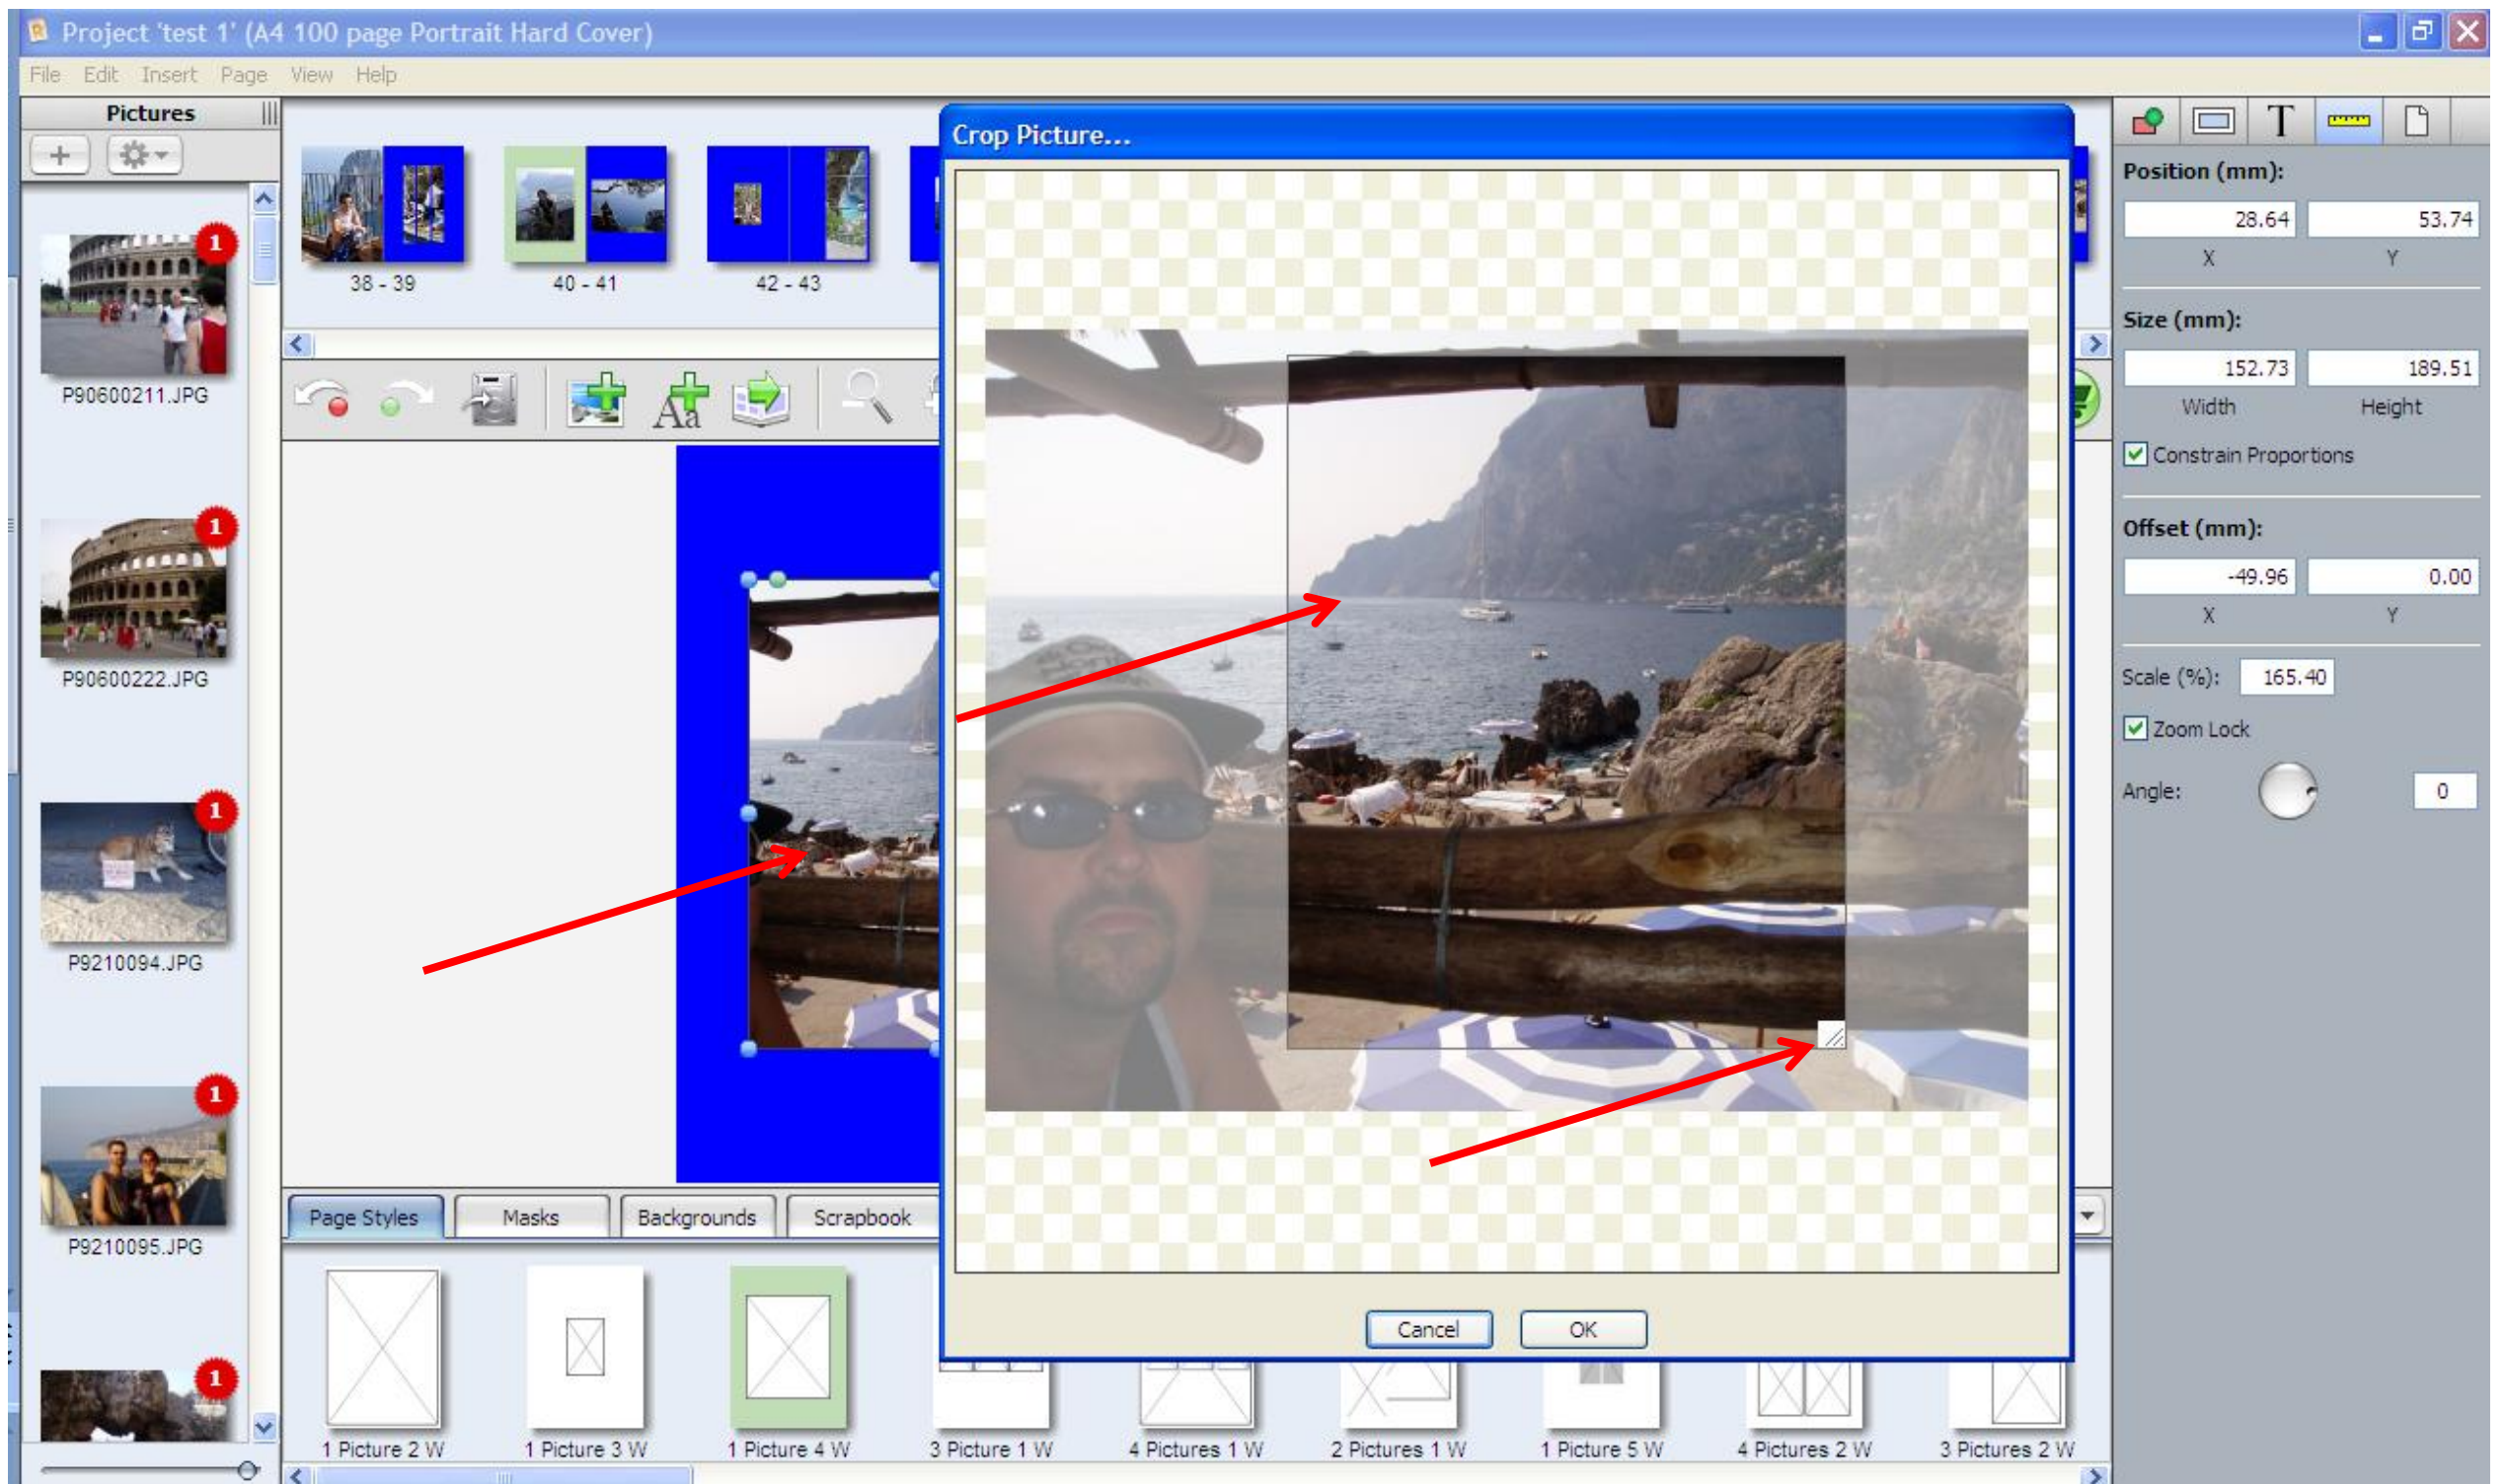 Project 'test 1' (A4 100 page Portrait Hard Cover)
File Edit Insert Page View Help
Pictures
1
P90600211.JPG
1
P90600222.JPG
1
P9210094.JPG
1
P9210095.JPG
1
38 - 39
40 - 41
42 - 43
Aa
Page Styles
Masks
Backgrounds
Scrapbook
1 Picture 2 W
1 Picture 3 W
1 Picture 4 W
3 Picture 1 W
4 Pictures 1 W
2 Pictures 1 W
1 Picture 5 W
4 Pictures 2 W
3 Pictures 2 W
Crop Picture...
Cancel
OK
T
Position (mm):
28.64 53.74
X Y
Size (mm):
152.73 189.51
Width Height
Constrain Proportions
Offset (mm):
-49.96 0.00
X Y
Scale (%): 165.40
Zoom Lock
Angle: 0